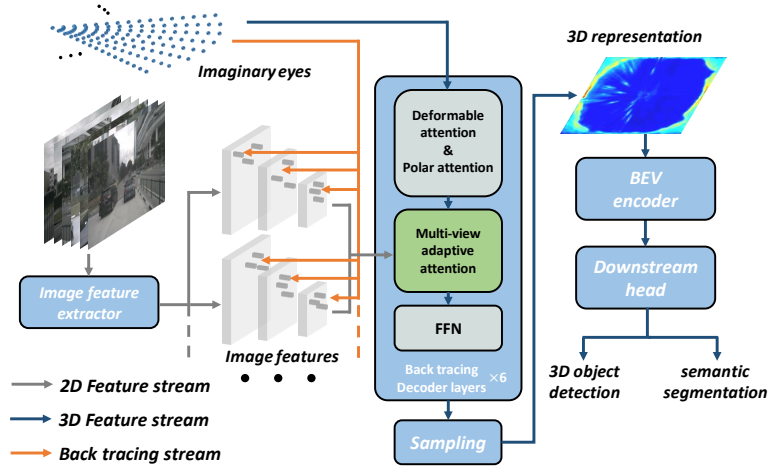 Imaginary eyes
3D representation
Deformable
attention
&
Polar attention
Multi-view
adaptive
attention
FFN
Back tracing
Decoder layers ×6
Sampling
BEV
encoder
Downstream
head
3D object
detection
semantic
segmentation
Image feature
extractor
Image features
2D Feature stream
3D Feature stream
Back tracing stream